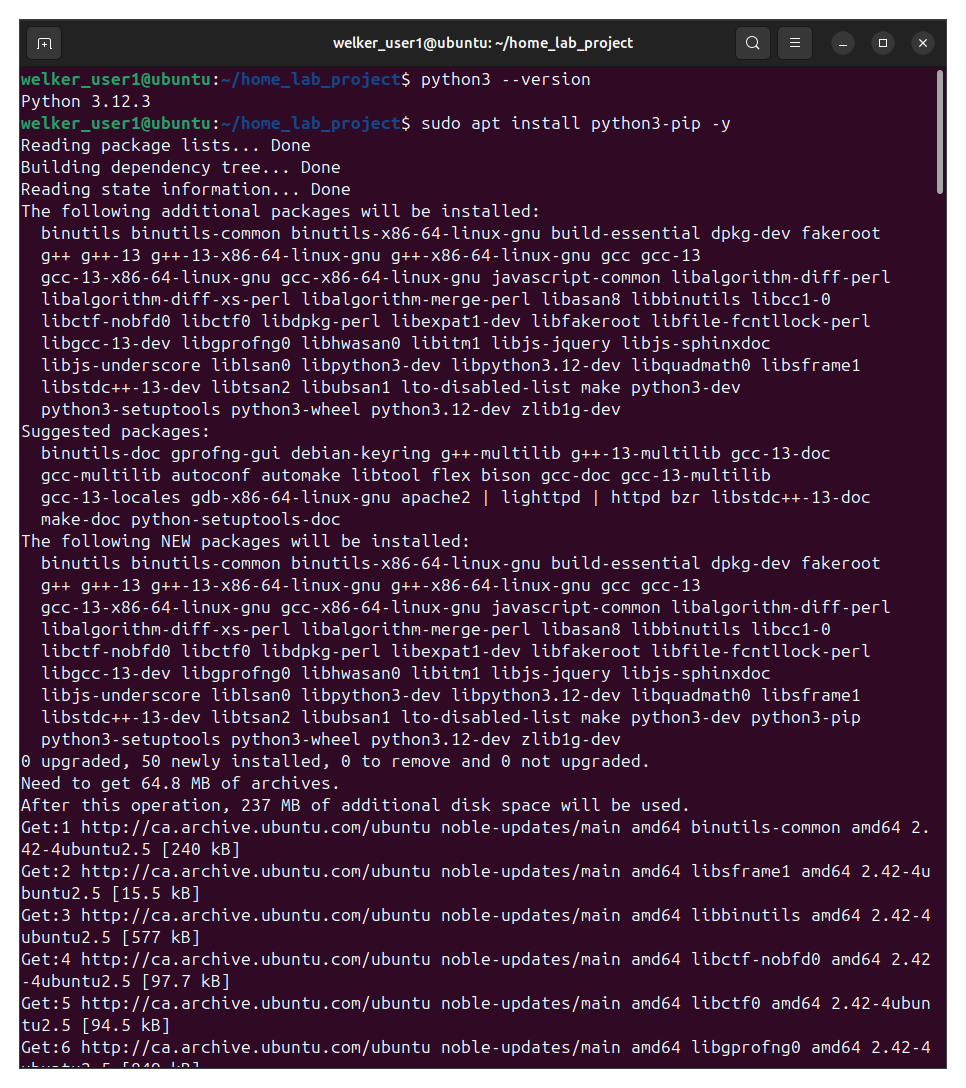 welker_user1@ubuntu: ~/home_lab_project
welker_user1@ubuntu:~/home_lab_project$ python3 --version
Python 3.12.3
welker_user1@ubuntu:~/home_lab_project$ sudo apt install python3-pip -y
Reading package lists... Done
Building dependency tree... Done
Reading state information... Done
The following additional packages will be installed:
  binutils binutils-common binutils-x86-64-linux-gnu build-essential dpkg-dev fakeroot
  g++ g++-13 g++-13-x86-64-linux-gnu g++-x86-64-linux-gnu gcc gcc-13
  gcc-13-x86-64-linux-gnu gcc-x86-64-linux-gnu javascript-common libalgorithm-diff-perl
  libalgorithm-diff-xs-perl libalgorithm-merge-perl libasan8 libbinutils libcc1-0
  libctf-nobfd0 libctf0 libdpkg-perl libexpat1-dev libfakeroot libfile-fcntllock-perl
  libgcc-13-dev libgprofng0 libhwasan0 libitm1 libjs-jquery libjs-sphinxdoc
  libjs-underscore liblsan0 libpython3-dev libpython3.12-dev libquadmath0 libsframe1
  libstdc++-13-dev libtsan2 libubsan1 lto-disabled-list make python3-dev
  python3-setuptools python3-wheel python3.12-dev zlib1g-dev
Suggested packages:
  binutils-doc gprofng-gui debian-keyring g++-multilib g++-13-multilib gcc-13-doc
  gcc-multilib autoconf automake libtool flex bison gcc-doc gcc-13-multilib
  gcc-13-locales gdb-x86-64-linux-gnu apache2 | lighttpd | httpd bzr libstdc++-13-doc
  make-doc python-setuptools-doc
The following NEW packages will be installed:
  binutils binutils-common binutils-x86-64-linux-gnu build-essential dpkg-dev fakeroot
  g++ g++-13 g++-13-x86-64-linux-gnu g++-x86-64-linux-gnu gcc gcc-13
  gcc-13-x86-64-linux-gnu gcc-x86-64-linux-gnu javascript-common libalgorithm-diff-perl
  libalgorithm-diff-xs-perl libalgorithm-merge-perl libasan8 libbinutils libcc1-0
  libctf-nobfd0 libctf0 libdpkg-perl libexpat1-dev libfakeroot libfile-fcntllock-perl
  libgcc-13-dev libgprofng0 libhwasan0 libitm1 libjs-jquery libjs-sphinxdoc
  libjs-underscore liblsan0 libpython3-dev libpython3.12-dev libquadmath0 libsframe1
  libstdc++-13-dev libtsan2 libubsan1 lto-disabled-list make python3-dev python3-pip
  python3-setuptools python3-wheel python3.12-dev zlib1g-dev
0 upgraded, 50 newly installed, 0 to remove and 0 not upgraded.
Need to get 64.8 MB of archives.
After this operation, 237 MB of additional disk space will be used.
Get:1 http://ca.archive.ubuntu.com/ubuntu noble-updates/main amd64 binutils-common amd64 2.
42-4ubuntu2.5 [240 kB]
Get:2 http://ca.archive.ubuntu.com/ubuntu noble-updates/main amd64 libsframe1 amd64 2.42-4u
buntu2.5 [15.5 kB]
Get:3 http://ca.archive.ubuntu.com/ubuntu noble-updates/main amd64 libbinutils amd64 2.42-4
ubuntu2.5 [577 kB]
Get:4 http://ca.archive.ubuntu.com/ubuntu noble-updates/main amd64 libctf-nobfd0 amd64 2.42
-4ubuntu2.5 [97.7 kB]
Get:5 http://ca.archive.ubuntu.com/ubuntu noble-updates/main amd64 libctf0 amd64 2.42-4ubun
tu2.5 [94.5 kB]
Get:6 http://ca.archive.ubuntu.com/ubuntu noble-updates/main amd64 libgprofng0 amd64 2.42-4